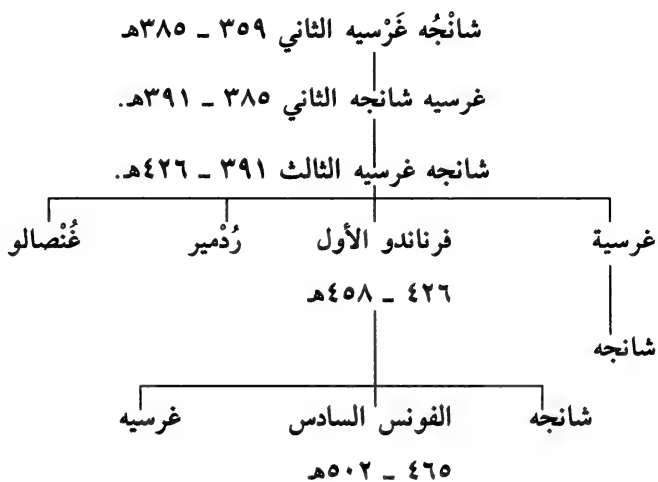 شانْجُه غَرْسيه الثاني ٣٥٩ ـ ٣٨٥هـ
غرسيه شانجه الثاني ٣٨٥ ـ ٣٩١هـ.
شانجه غرسيه الثالث ٣٩١ ـ ٤٢٦هـ.
غرسية فرناندو الأول رُدْمير غُنْصالو
٤٢٦ ـ ٤٥٨هـ
شانجه
شانجه الفونس السادس غرسيه
٤٦٥ ـ ٥٠٢هـ